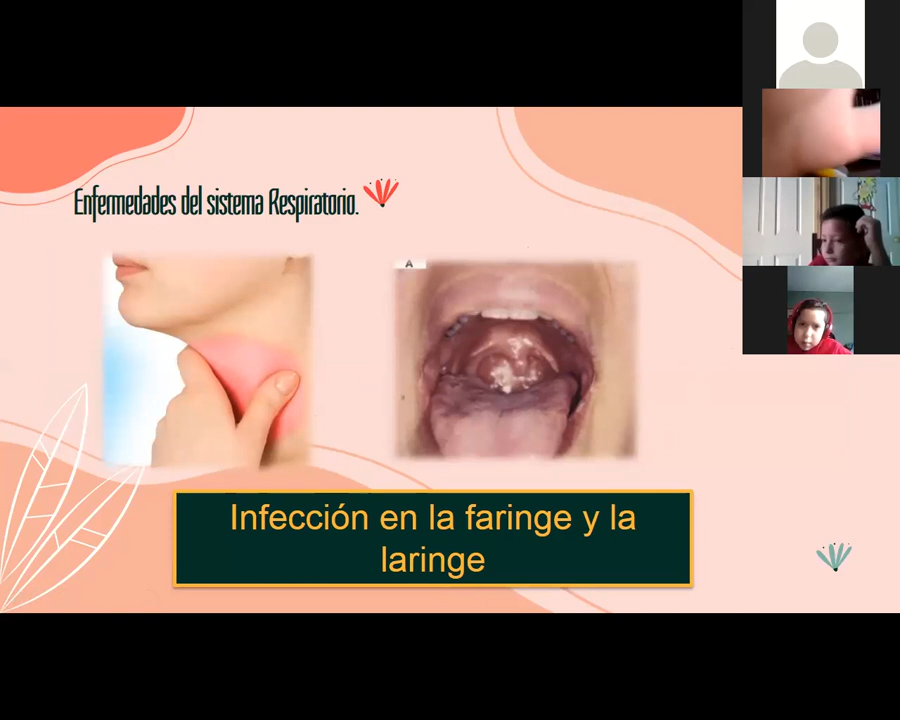 Enfermedades del sistema Respiratorio.
A
Infección en la faringe y la
laringe